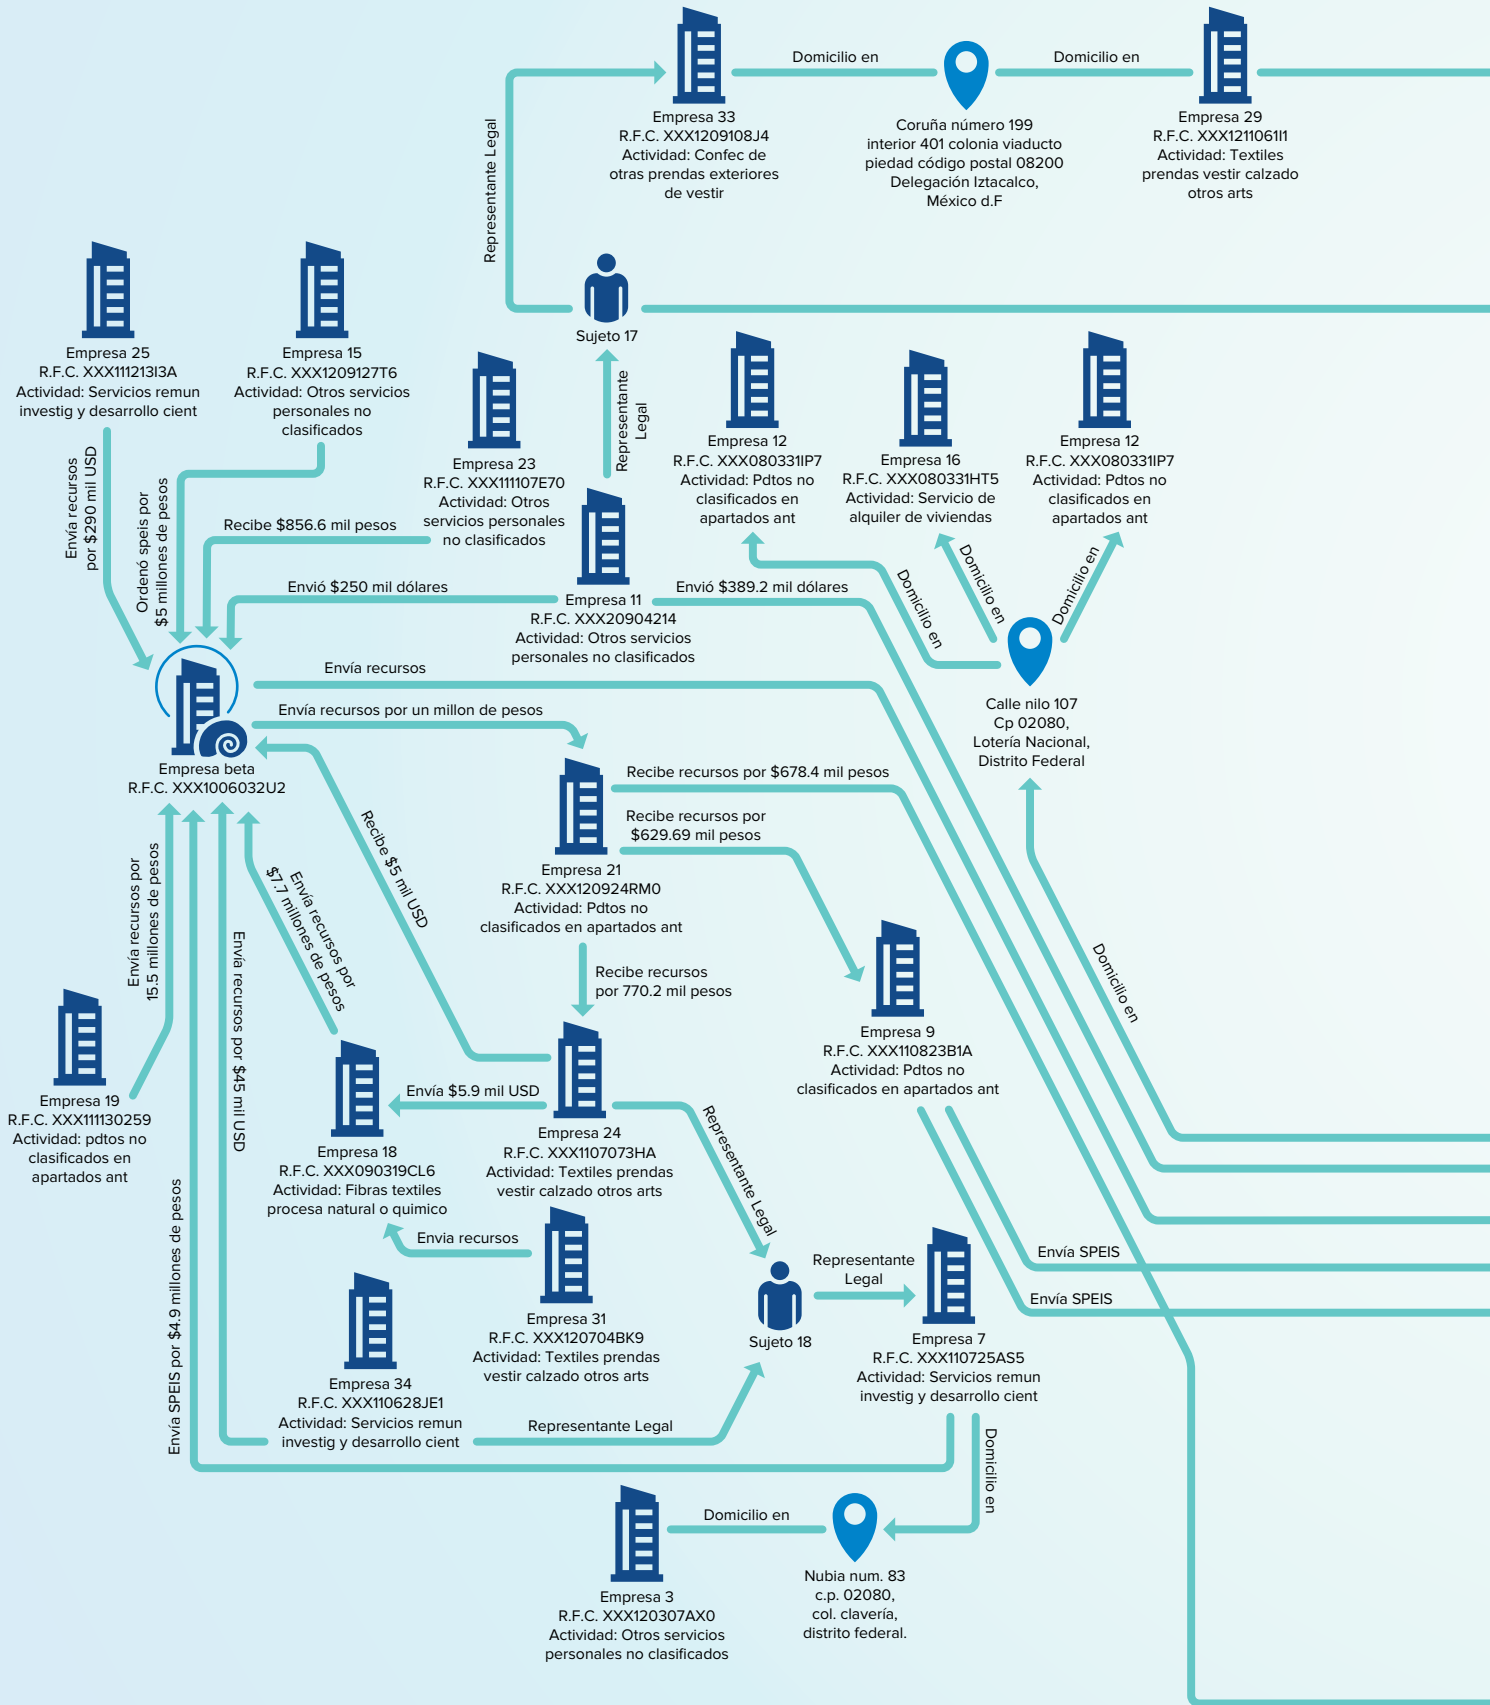 Domicilio en
Domicilio en
Representante Legal
Empresa 33
R.F.C. XXX1209108J4
Actividad: Confec de
otras prendas exteriores
de vestir
Coruña número 199
interior 401 colonia viaducto
piedad código postal 08200
Delegación Iztacalco,
México d.F
Empresa 29
R.F.C. XXX1211061I1
Actividad: Textiles
prendas vestir calzado
otros arts
Sujeto 17
Representante
Legal
Empresa 25
R.F.C. XXX111213I3A
Actividad: Servicios remun
investig y desarrollo cient
Empresa 15
R.F.C. XXX1209127T6
Actividad: Otros servicios
personales no
clasificados
Empresa 23
R.F.C. XXX111107E70
Actividad: Otros
servicios personales
no clasificados
Empresa 12
R.F.C. XXX080331IP7
Actividad: Pdtos no
clasificados en
apartados ant
Empresa 16
R.F.C. XXX080331HT5
Actividad: Servicio de
alquiler de viviendas
Empresa 12
R.F.C. XXX080331IP7
Actividad: Pdtos no
clasificados en
apartados ant
Envía recursos
por $290 mil USD
Ordenó speis por
$5 millones de pesos
Recibe $856.6 mil pesos
Envió $250 mil dólares
Empresa 11
R.F.C. XXX20904214
Actividad: Otros servicios
personales no clasificados
Envió $389.2 mil dólares
Domicilio en
Domicilio en
Domicilio en
Calle nilo 107
Cp 02080,
Lotería Nacional,
Distrito Federal
Envía recursos
Envía recursos por un millon de pesos
Empresa beta
R.F.C. XXX1006032U2
Recibe recursos por $678.4 mil pesos
Recibe recursos por
$629.69 mil pesos
Empresa 21
R.F.C. XXX120924RM0
Actividad: Pdtos no
clasificados en apartados ant
Recibe $5 mil USD
Envía recursos por
15.5 millones de pesos
Envía recursos por
$7.7 millones de pesos
Envía recursos por $45 mil USD
Recibe recursos
por 770.2 mil pesos
Domicilio en
Empresa 9
R.F.C. XXX110823B1A
Actividad: Pdtos no
clasificados en apartados ant
Empresa 19
R.F.C. XXX111130259
Actividad: pdtos no
clasificados en
apartados ant
Envía $5.9 mil USD
Empresa 18
R.F.C. XXX090319CL6
Actividad: Fibras textiles
procesa natural o quimico
Empresa 24
R.F.C. XXX1107073HA
Actividad: Textiles prendas
vestir calzado otros arts
Representante Legal
Envía SPEIS por $4.9 millones de pesos
Envia recursos
Empresa 31
R.F.C. XXX120704BK9
Actividad: Textiles prendas
vestir calzado otros arts
Sujeto 18
Representante
Legal
Envía SPEIS
Envía SPEIS
Empresa 7
R.F.C. XXX110725AS5
Actividad: Servicios remun
investig y desarrollo cient
Empresa 34
R.F.C. XXX110628JE1
Actividad: Servicios remun
investig y desarrollo cient
Representante Legal
Domicilio en
Domicilio en
Empresa 3
R.F.C. XXX120307AX0
Actividad: Otros servicios
personales no clasificados
Nubia num. 83
c.p. 02080,
col. clavería,
distrito federal.